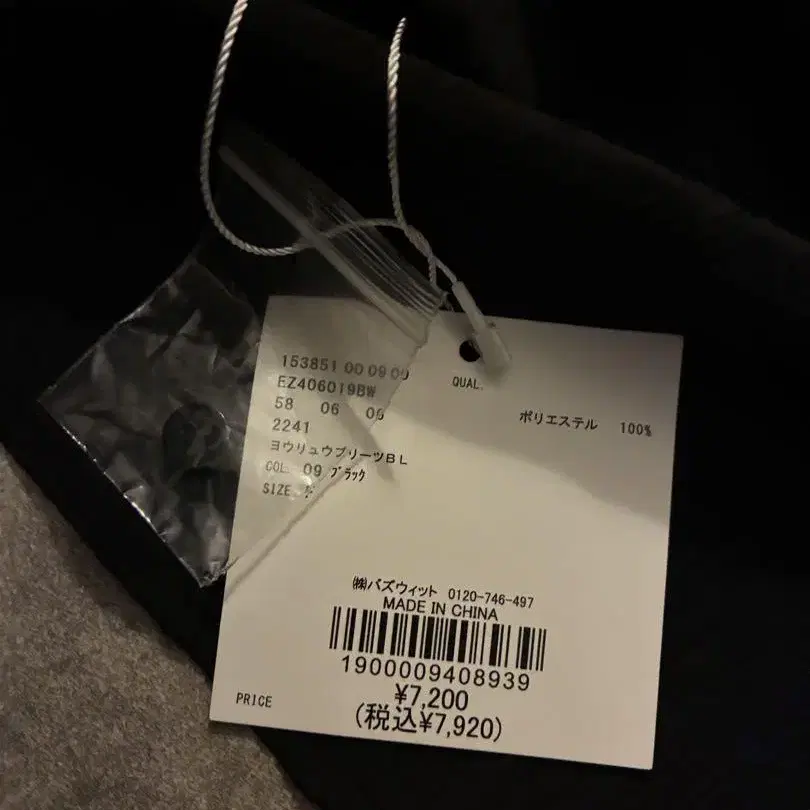 153851 00 09 09
EZ406019BW
58 06 06
2241
ヨウリュウプリーツBL
COL. 09 ブラック
SIZE
QUAL.
ポリエステル 100%
㈱バズウィット 0120-746-497
MADE IN CHINA
1900009408939
PRICE
¥7,200
(税込¥7,920)